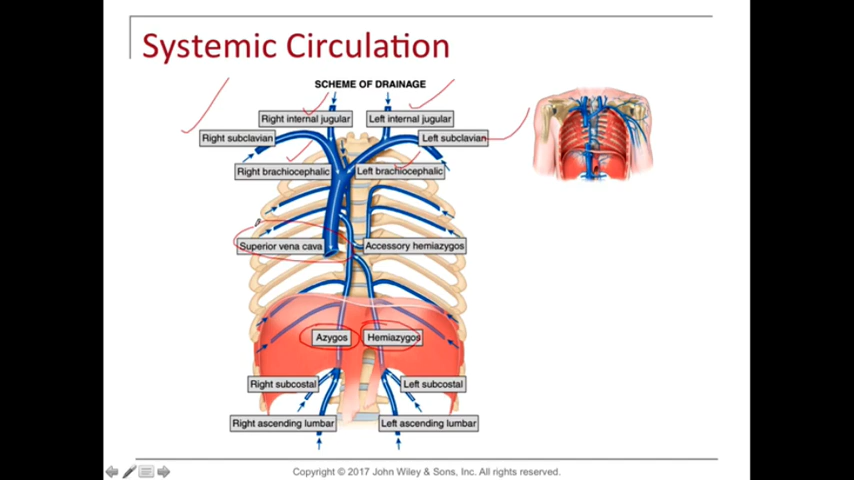 Systemic Circulation
SCHEME OF DRAINAGE
Right internal jugular
Left internal jugular
Right subclavian
Left subclavian
Right brachiocephalic
Left brachiocephalic
Superior vena cava
Accessory hemiazygos
Azygos
Hemiazygos
Right subcostal
Left subcostal
Right ascending lumbar
Left ascending lumbar
Copyright © 2017 John Wiley & Sons, Inc. All rights reserved.